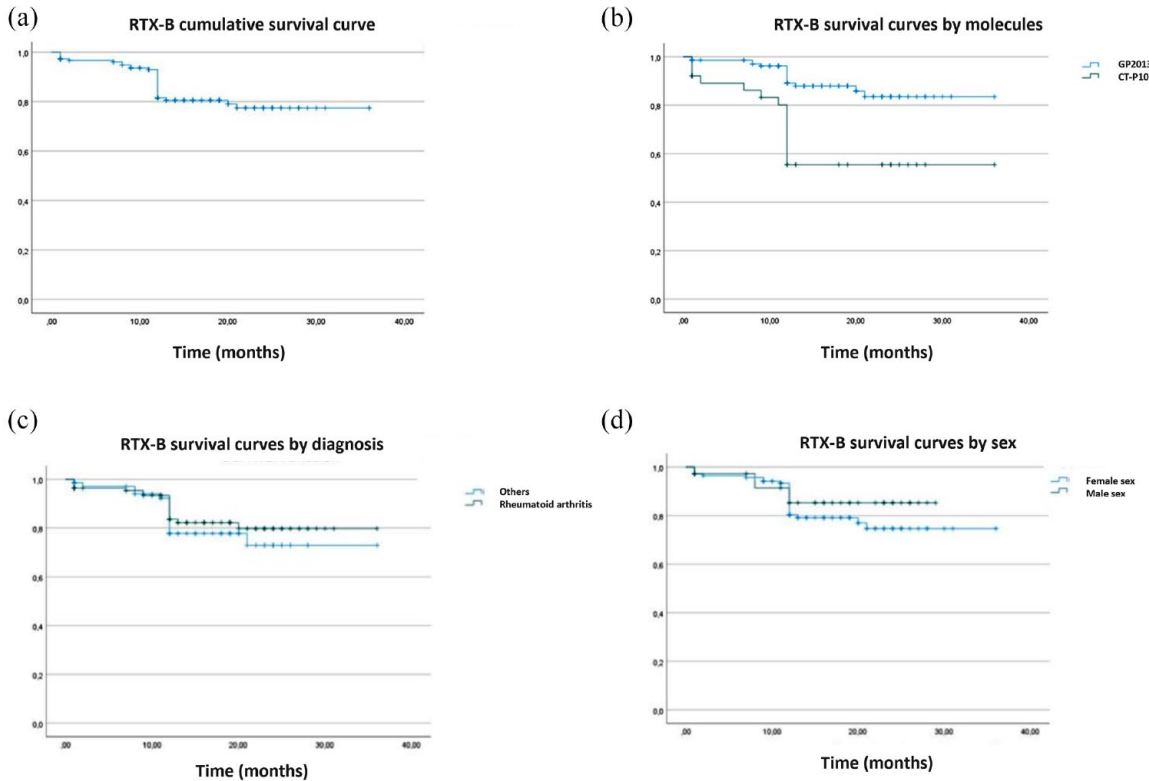 (a)
RTX-B cumulative survival curve
1,0
0,8
0,6
0,4
0,2
0,0
,00 10,00 20,00 30,00 40,00
Time (months)
(b)
RTX-B survival curves by molecules
GP2013
CT-P10
1,0
0,8
0,6
0,4
0,2
0,0
,00 10,00 20,00 30,00 40,00
Time (months)
(c)
RTX-B survival curves by diagnosis
Others
Rheumatoid arthritis
1,0
0,8
0,6
0,4
0,2
0,0
,00 10,00 20,00 30,00 40,00
Time (months)
(d)
RTX-B survival curves by sex
Female sex
Male sex
1,0
0,8
0,6
0,4
0,2
0,0
,00 10,00 20,00 30,00 40,00
Time (months)